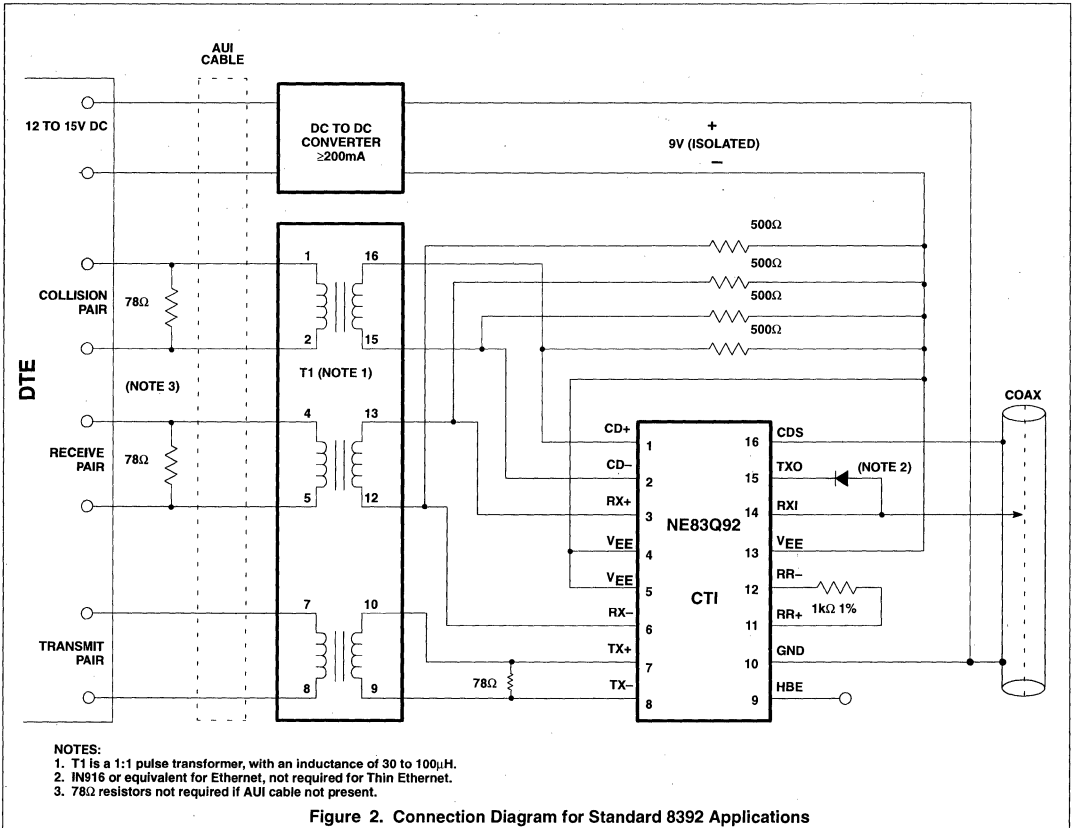 AUI
CABLE
12 TO 15V DC
DC TO DC
CONVERTER
≥200mA
+
9V (ISOLATED)
−
500Ω
500Ω
500Ω
500Ω
DTE
COLLISION
PAIR
78Ω
1
16
2
15
(NOTE 3)
T1 (NOTE 1)
RECEIVE
PAIR
78Ω
4
13
5
12
TRANSMIT
PAIR
7
10
8
9
78Ω
NE83Q92
CTI
CD+
1
CD−
2
RX+
3
VEE
4
VEE
5
RX−
6
TX+
7
TX−
8
16
CDS
15
TXO
(NOTE 2)
14
RXI
13
VEE
12
RR−
1kΩ 1%
11
RR+
10
GND
9
HBE
COAX
NOTES:
1. T1 is a 1:1 pulse transformer, with an inductance of 30 to 100μH.
2. IN916 or equivalent for Ethernet, not required for Thin Ethernet.
3. 78Ω resistors not required if AUI cable not present.
Figure 2. Connection Diagram for Standard 8392 Applications